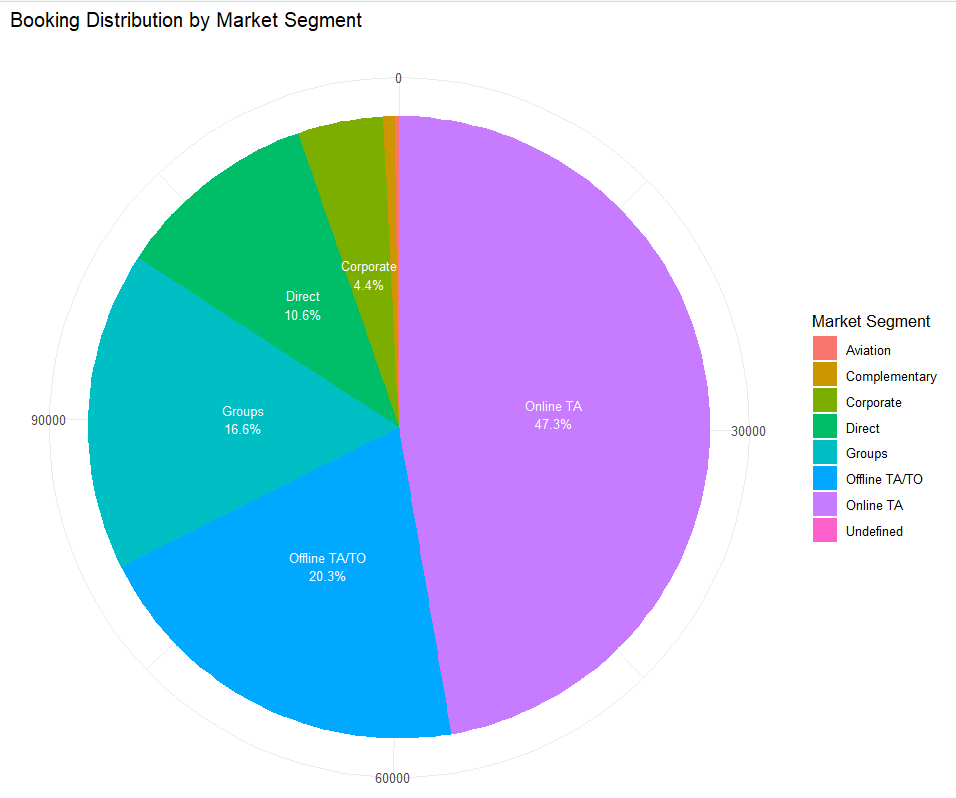 Booking Distribution by Market Segment
0
Corporate
4.4%
Direct
10.6%
Groups
16.6%
Online TA
47.3%
Offline TA/TO
20.3%
90000
30000
60000
Market Segment
Aviation
Complementary
Corporate
Direct
Groups
Offline TA/TO
Online TA
Undefined